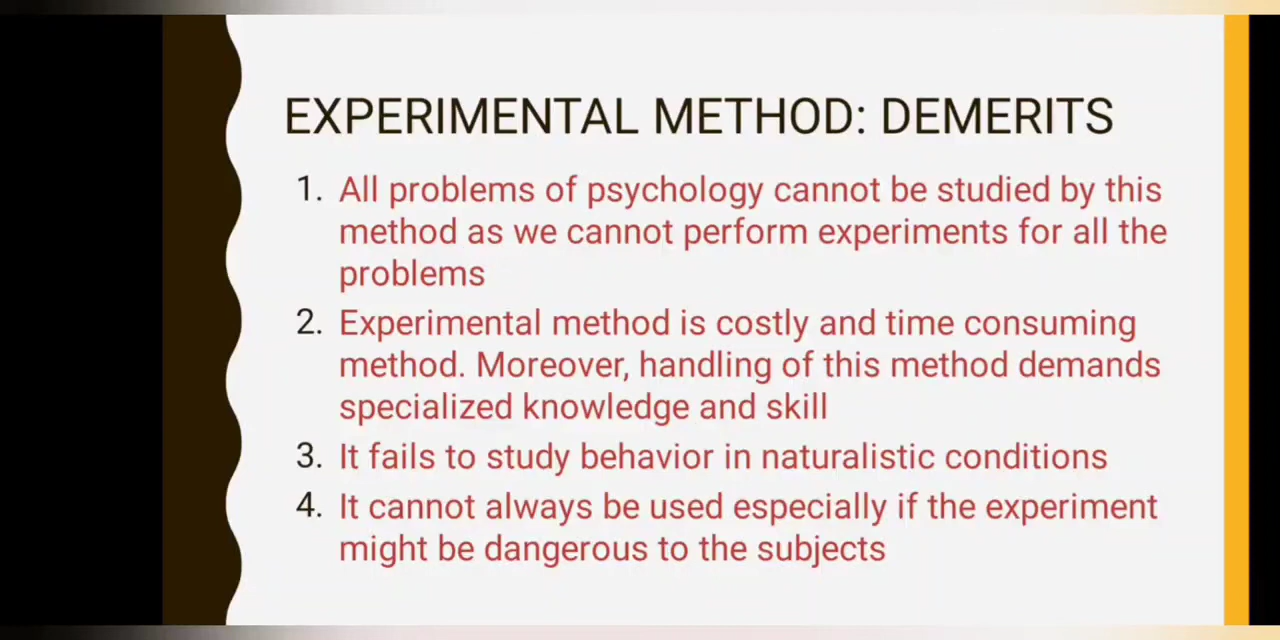 EXPERIMENTAL METHOD: DEMERITS
1. All problems of psychology cannot be studied by this
method as we cannot perform experiments for all the
problems
2. Experimental method is costly and time consuming
method. Moreover, handling of this method demands
specialized knowledge and skill
3. It fails to study behavior in naturalistic conditions
4. It cannot always be used especially if the experiment
might be dangerous to the subjects